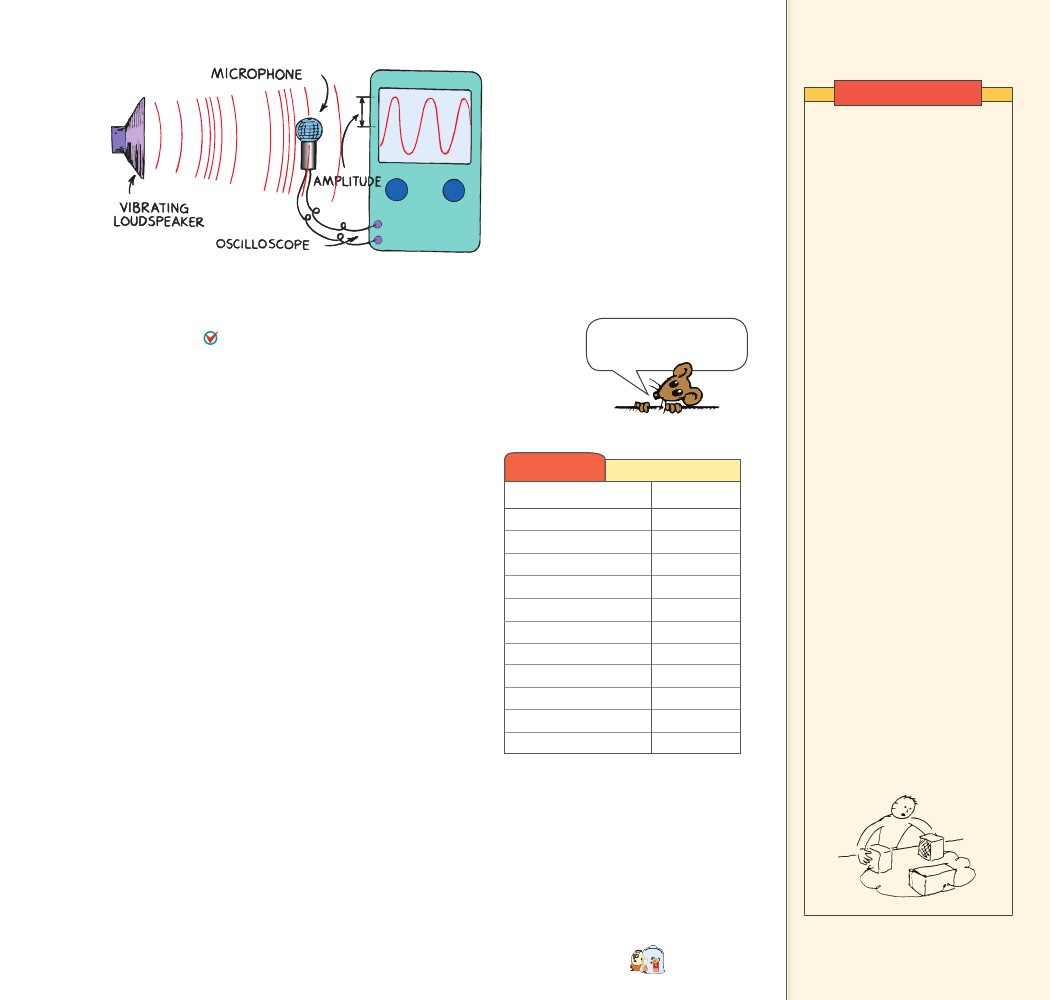 MICROPHONE
AMPLITUDE
VIBRATING
LOUDSPEAKER
OSCILLOSCOPE